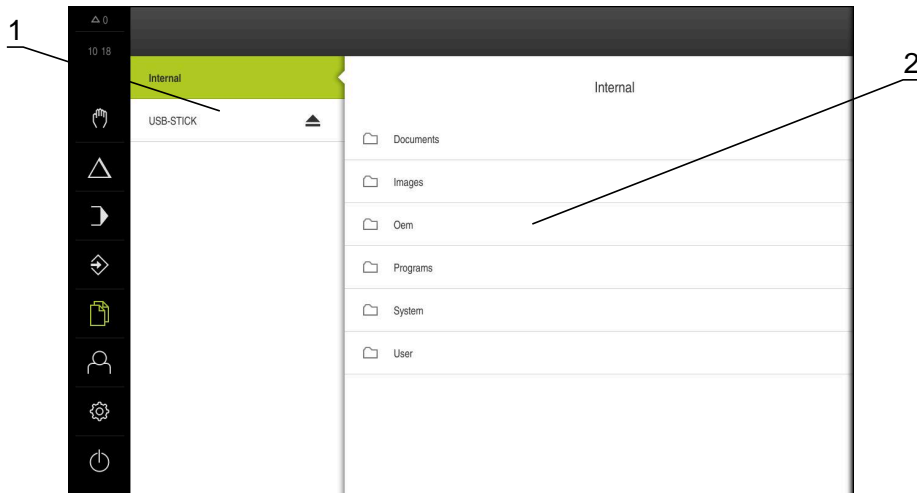 1
△ 0
10 18
2
Internal
Internal
USB-STICK
Documents
Images
Oem
Programs
System
User